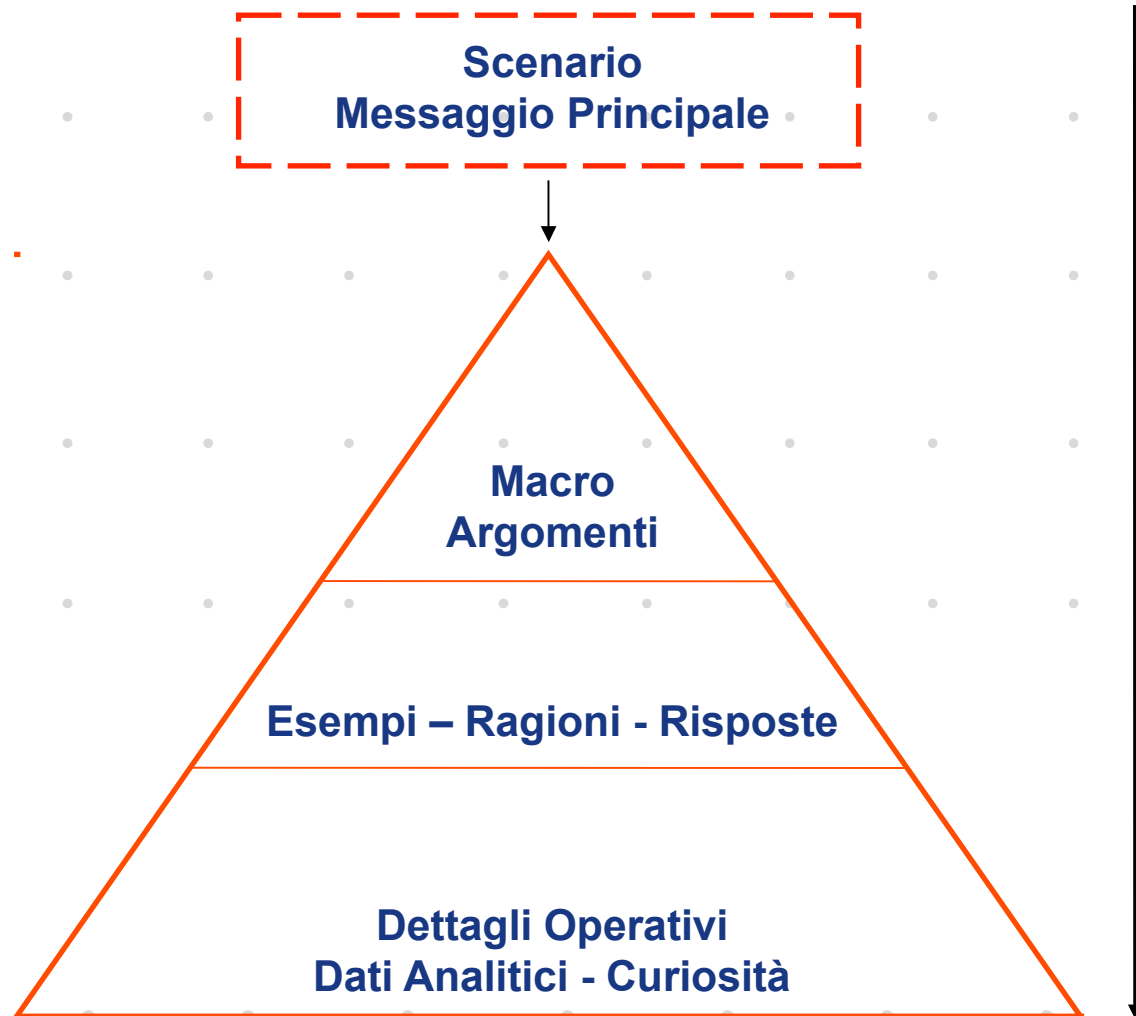 Scenario
Messaggio Principale
Macro
Argomenti
Esempi – Ragioni - Risposte
Dettagli Operativi
Dati Analitici - Curiosità